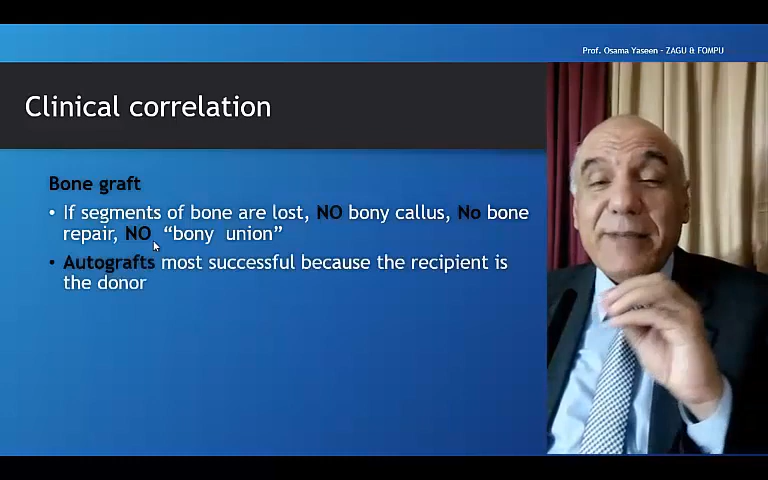 Prof. Osama Yaseen - ZAGU & FOMPU
Clinical correlation
Bone graft
• If segments of bone are lost, NO bony callus, No bone
repair, NO “bony union”
• Autografts most successful because the recipient is
the donor